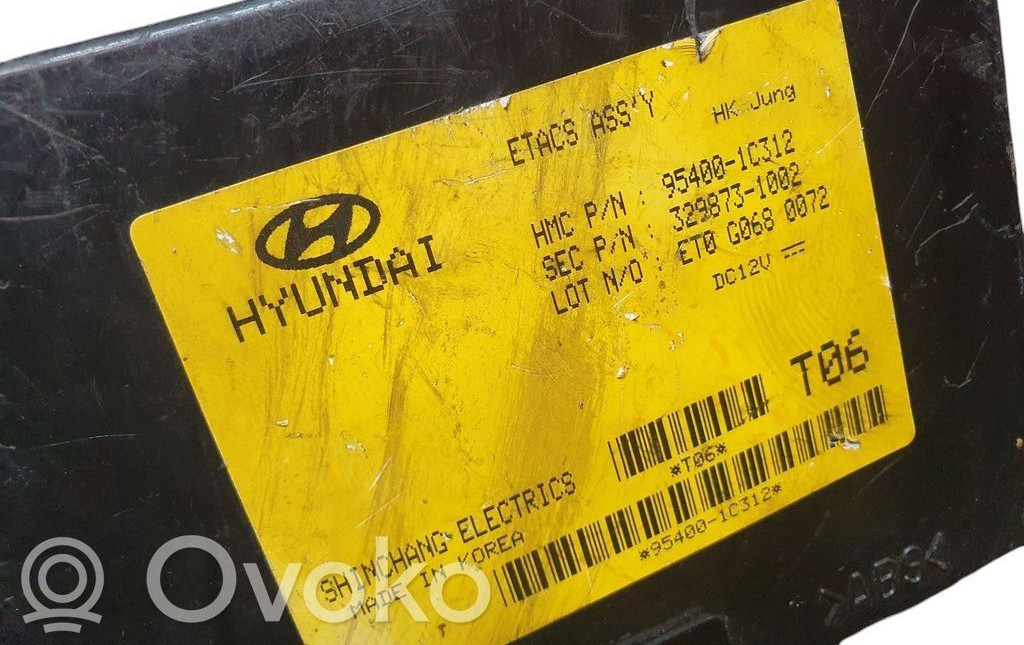 ETACS ASS'Y HK-Jung
HMC P/N : 95400-1C312
SEC P/N : 329873-1002
LOT N/O : ET0 G068 0072
DC12V
HYUNDAI
T06
*T06*
SHINCHANG ELECTRICS
MADE IN KOREA
*95400-1C312*
>ABS<
Ovoko